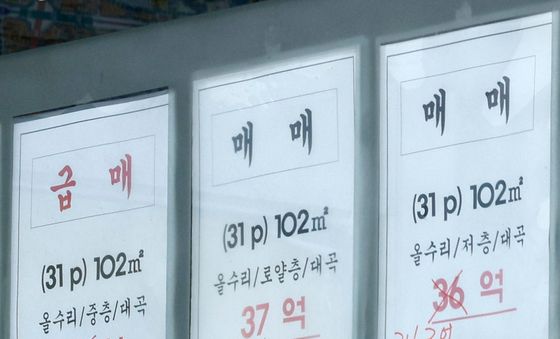 급 매
(31 p) 102㎡
올수리/중층/대곡
매 매
(31 p) 102㎡
올수리/로얄층/대곡
37 억
매 매
(31 p) 102㎡
올수리/저층/대곡
36 억